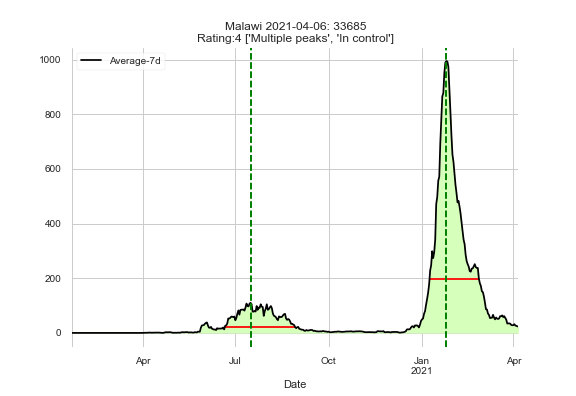 Malawi 2021-04-06: 33685
Rating:4 ['Multiple peaks', 'In control']
Average-7d
1000
800
600
400
200
0
Apr
Jul
Oct
Jan
2021
Apr
Date